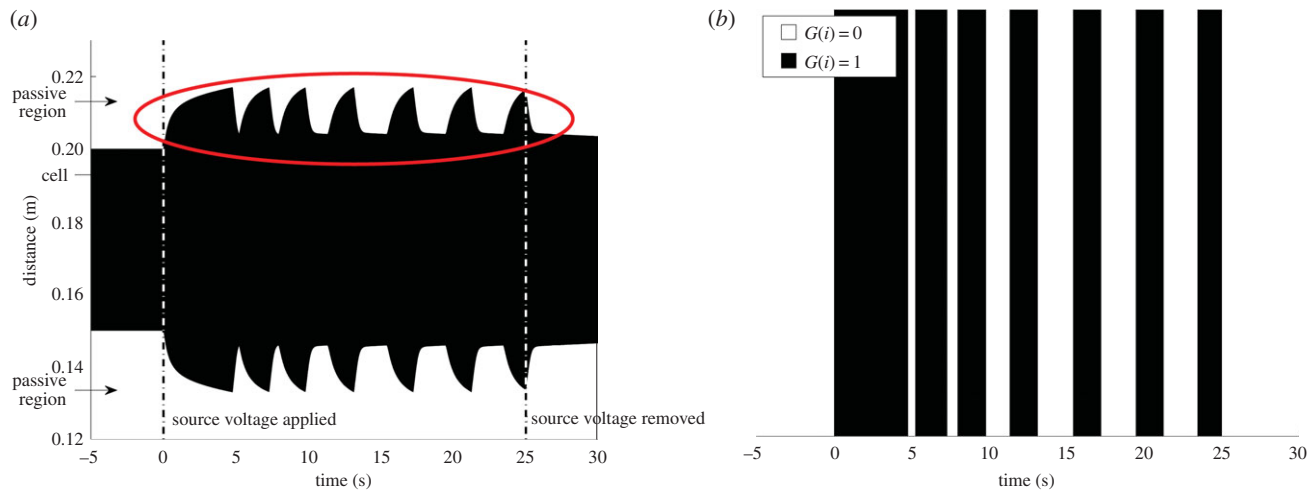 (a)
0.22
passive
region
0.20
cell
0.18
distance (m)
0.16
0.14
passive
region
0.12
source voltage applied
source voltage removed
–5 0 5 10 15 20 25 30
time (s)
(b)
G(i) = 0
G(i) = 1
–5 0 5 10 15 20 25 30
time (s)